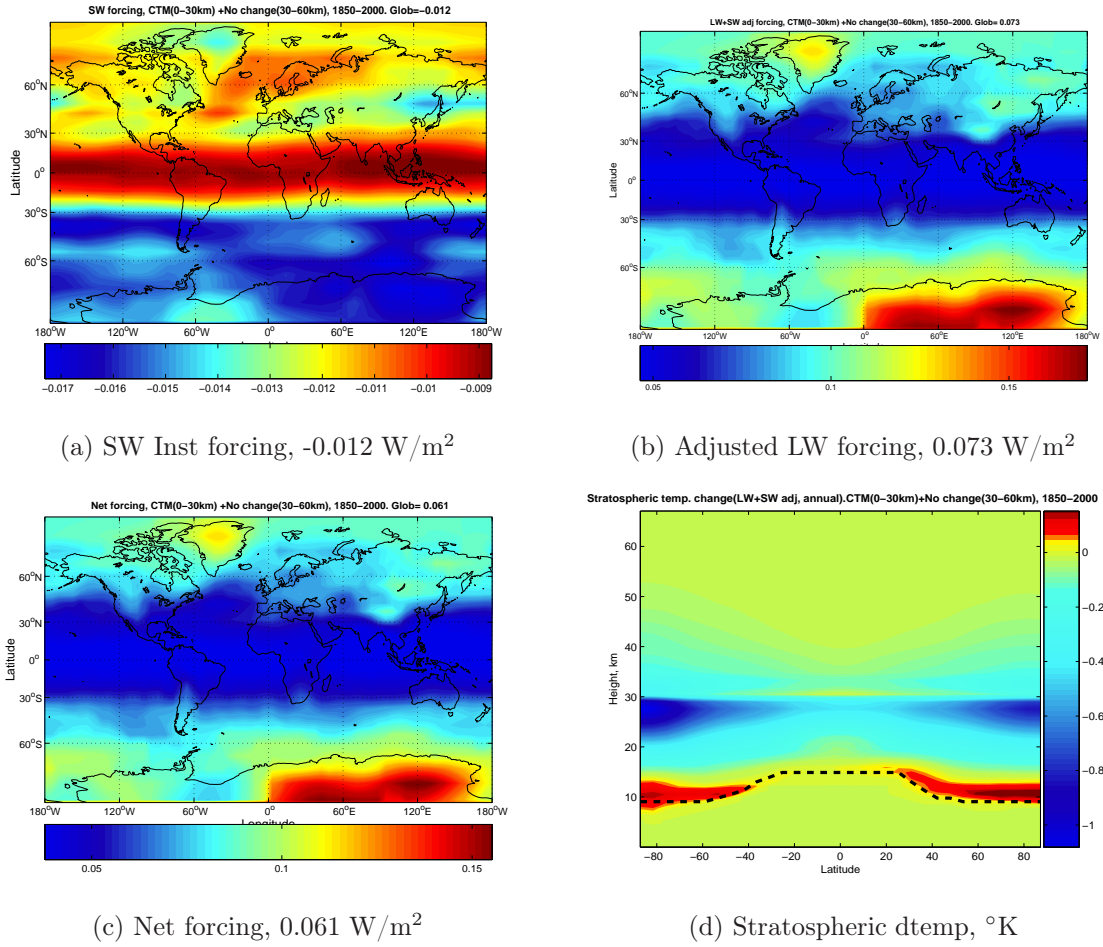 SW forcing, CTM(0−30km) +No change(30−60km), 1850−2000. Glob=−0.012
Latitude
60°N
30°N
0°
30°S
60°S
180°W 120°W 60°W 0° 60°E 120°E 180°W
−0.017 −0.016 −0.015 −0.014 −0.013 −0.012 −0.011 −0.01 −0.009
(a) SW Inst forcing, -0.012 W/m²
LW+SW adj forcing, CTM(0−30km) +No change(30−60km), 1850−2000. Glob= 0.073
Latitude
60°N
30°N
0°
30°S
60°S
180°W 120°W 60°W 0° 60°E 120°E 180°W
0.05 0.1 0.15
(b) Adjusted LW forcing, 0.073 W/m²
Net forcing, CTM(0−30km) +No change(30−60km), 1850−2000. Glob= 0.061
Latitude
60°N
30°N
0°
30°S
60°S
180°W 120°W 60°W 0° 60°E 120°E 180°W
Longitude
0.05 0.1 0.15
(c) Net forcing, 0.061 W/m²
Stratospheric temp. change(LW+SW adj, annual).CTM(0−30km)+No change(30−60km), 1850−2000
Height, km
60
50
40
30
20
10
−80 −60 −40 −20 0 20 40 60 80
Latitude
0
−0.2
−0.4
−0.6
−0.8
−1
(d) Stratospheric dtemp, °K